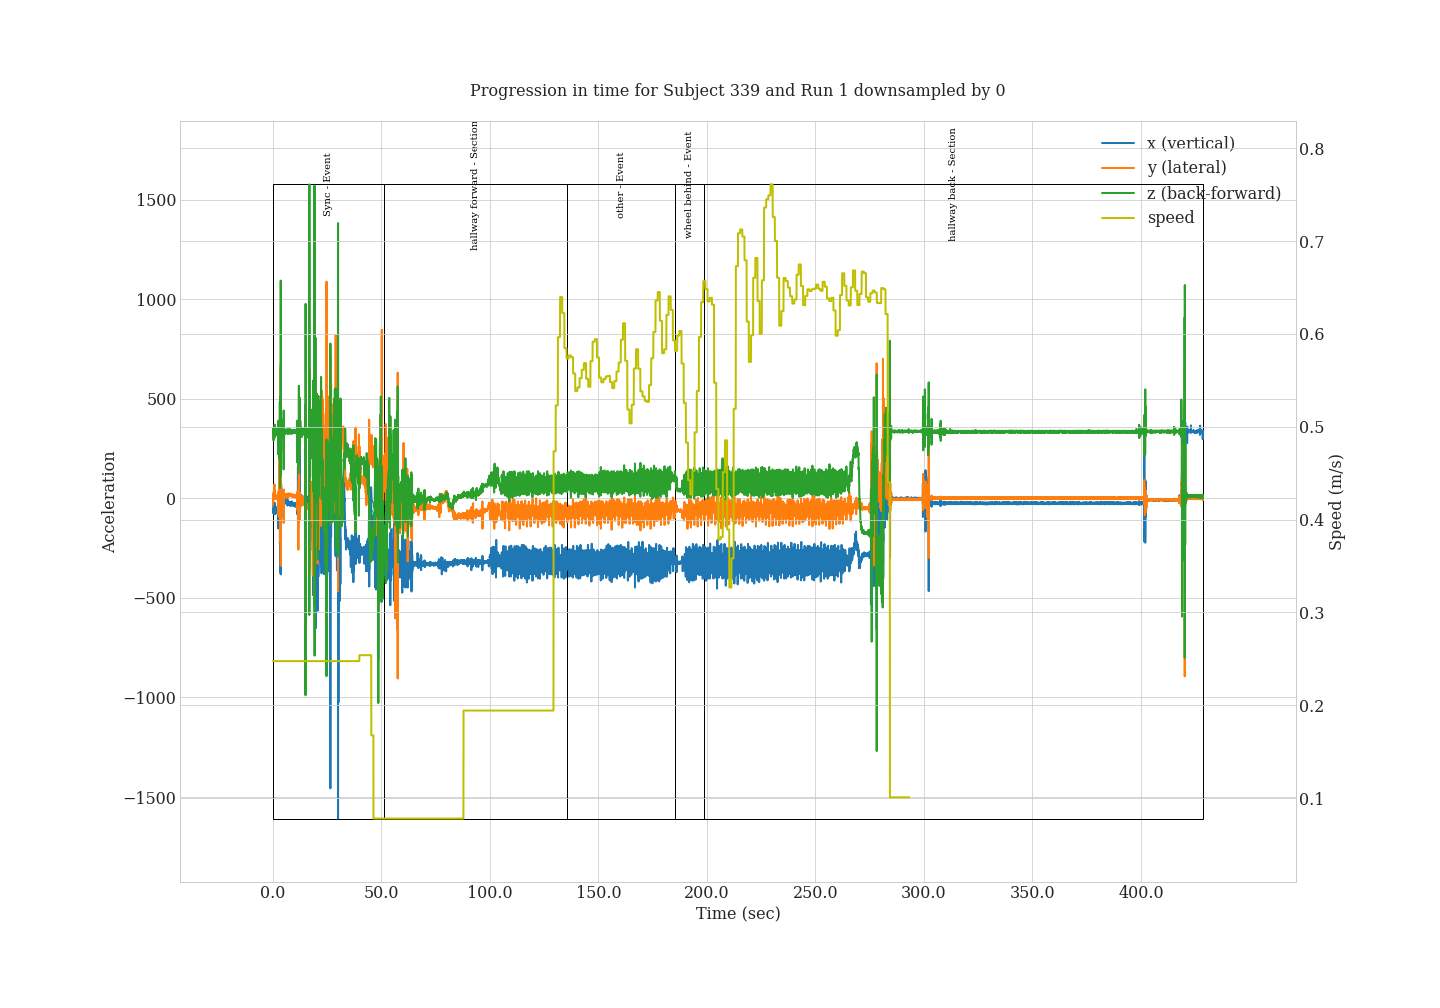 Progression in time for Subject 339 and Run 1 downsampled by 0
Sync - Event
hallway forward - Section
other - Event
wheel behind - Event
hallway back - Section
x (vertical)
y (lateral)
z (back-forward)
speed
1500
1000
500
0
−500
−1000
−1500
Acceleration
0.8
0.7
0.6
0.5
0.4
0.3
0.2
0.1
Speed (m/s)
0.0 50.0 100.0 150.0 200.0 250.0 300.0 350.0 400.0
Time (sec)